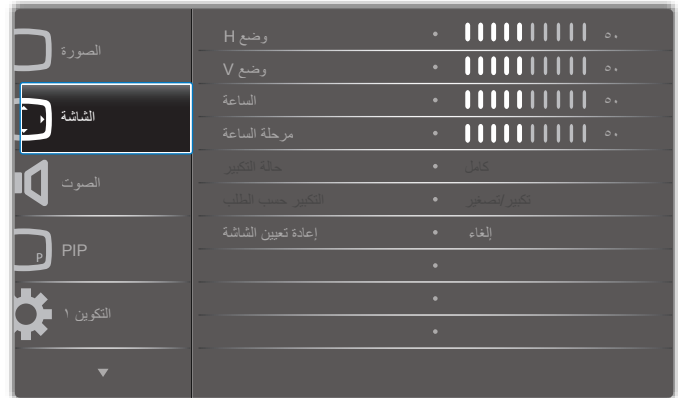 الصورة
الشاشة
الصوت
PIP
P
التكوين ١
وضع H • ٥٠
وضع V • ٥٠
الساعة • ٥٠
مرحلة الساعة • ٥٠
حالة التكبير • كامل
التكبير حسب الطلب • تكبير/تصغير
إعادة تعيين الشاشة • إلغاء